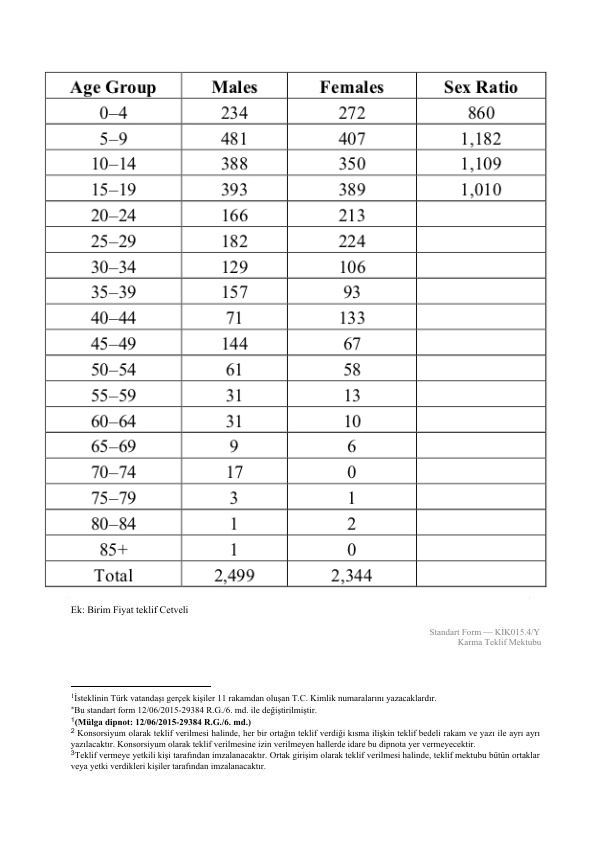 Age Group Males Females Sex Ratio
0–4 234 272 860
5–9 481 407 1,182
10–14 388 350 1,109
15–19 393 389 1,010
20–24 166 213
25–29 182 224
30–34 129 106
35–39 157 93
40–44 71 133
45–49 144 67
50–54 61 58
55–59 31 13
60–64 31 10
65–69 9 6
70–74 17 0
75–79 3 1
80–84 1 2
85+ 1 0
Total 2,499 2,344
Ek: Birim Fiyat teklif Cetveli
Standart Form — KİK015.4/Y
Karma Teklif Mektubu
1İsteklinin Türk vatandaşı gerçek kişiler 11 rakamdan oluşan T.C. Kimlik numaralarını yazacaklardır.
*Bu standart form 12/06/2015-29384 R.G./6. md. ile değiştirilmiştir.
1(Mülga dipnot: 12/06/2015-29384 R.G./6. md.)
2 Konsorsiyum olarak teklif verilmesi halinde, her bir ortağın teklif verdiği kısma ilişkin teklif bedeli rakam ve yazı ile ayrı ayrı
yazılacaktır. Konsorsiyum olarak teklif verilmesine izin verilmeyen hallerde idare bu dipnota yer vermeyecektir.
3Teklif vermeye yetkili kişi tarafından imzalanacaktır. Ortak girişim olarak teklif verilmesi halinde, teklif mektubu bütün ortaklar
veya yetki verdikleri kişiler tarafından imzalanacaktır.